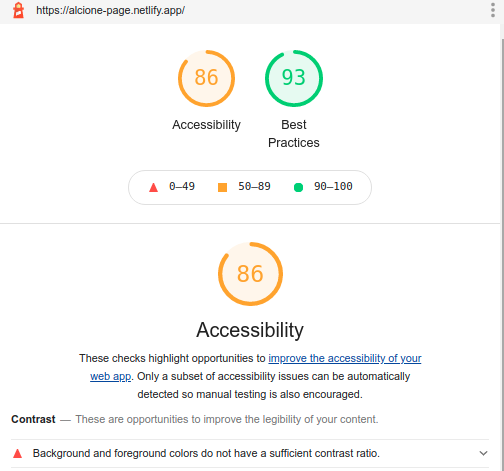 https://alcione-page.netlify.app/
86
93
Accessibility
Best
Practices
0–49
50–89
90–100
86
Accessibility
These checks highlight opportunities to improve the accessibility of your
web app. Only a subset of accessibility issues can be automatically
detected so manual testing is also encouraged.
Contrast — These are opportunities to improve the legibility of your content.
Background and foreground colors do not have a sufficient contrast ratio.